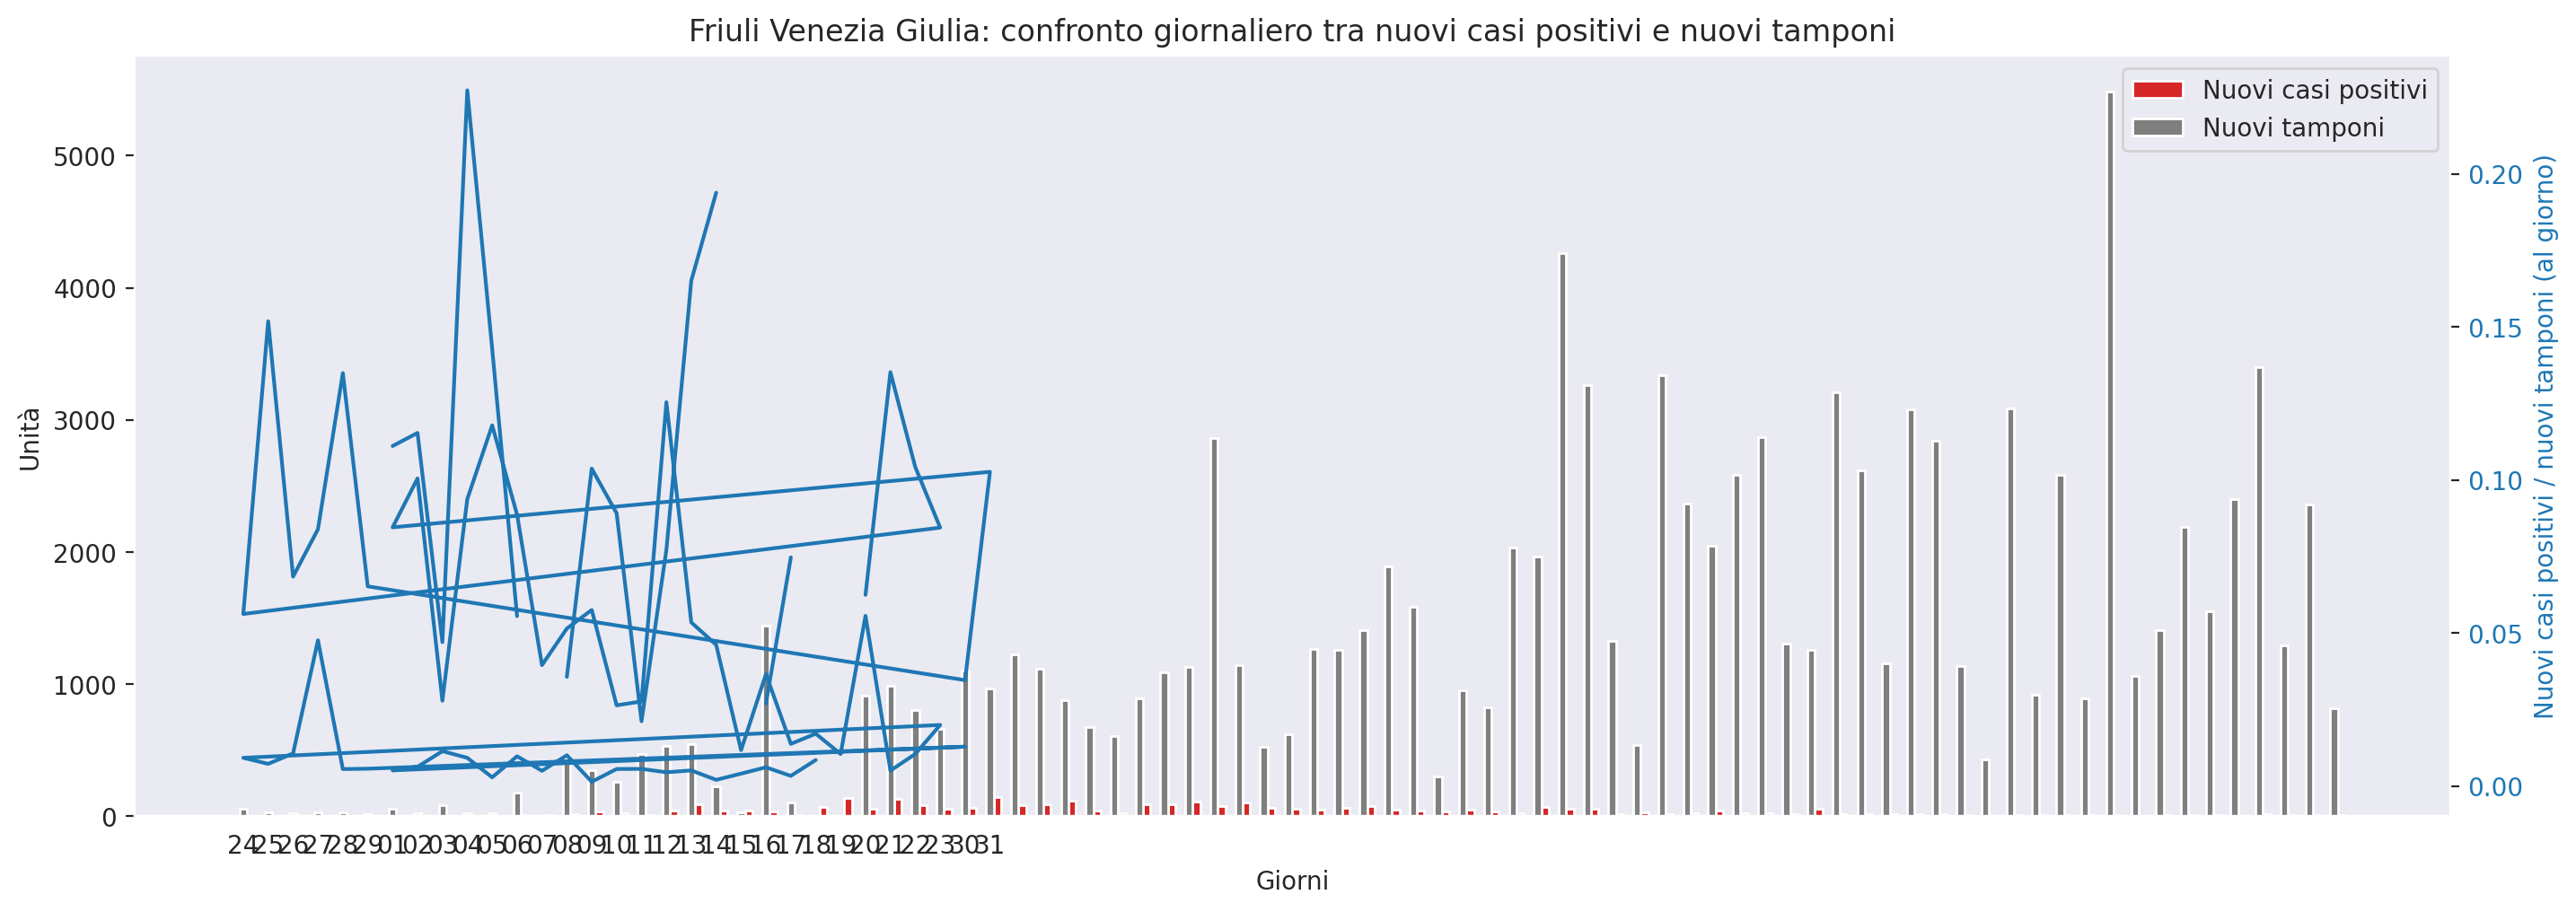 Friuli Venezia Giulia: confronto giornaliero tra nuovi casi positivi e nuovi tamponi
Nuovi casi positivi
Nuovi tamponi
5000
4000
3000
2000
1000
0
Unità
0.20
0.15
0.10
0.05
0.00
Nuovi casi positivi / nuovi tamponi (al giorno)
24 25 26 27 28 29 01 02 03 04 05 06 07 08 09 10 11 12 13 14 15 16 17 18 19 20 21 22 23 30 31
Giorni